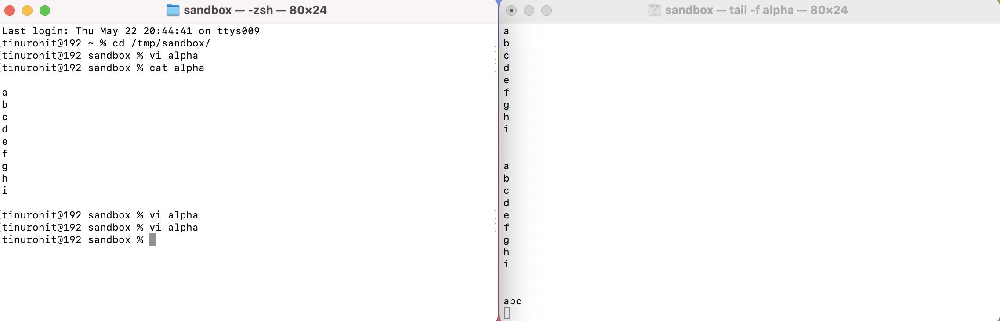 sandbox — -zsh — 80×24
Last login: Thu May 22 20:44:41 on ttys009
[tinurohit@192 ~ % cd /tmp/sandbox/ ]
[tinurohit@192 sandbox % vi alpha ]
[tinurohit@192 sandbox % cat alpha ]
a
b
c
d
e
f
g
h
i
[tinurohit@192 sandbox % vi alpha ]
[tinurohit@192 sandbox % vi alpha ]
tinurohit@192 sandbox %
sandbox — tail -f alpha — 80×24
a
b
c
d
e
f
g
h
i
a
b
c
d
e
f
g
h
i
abc